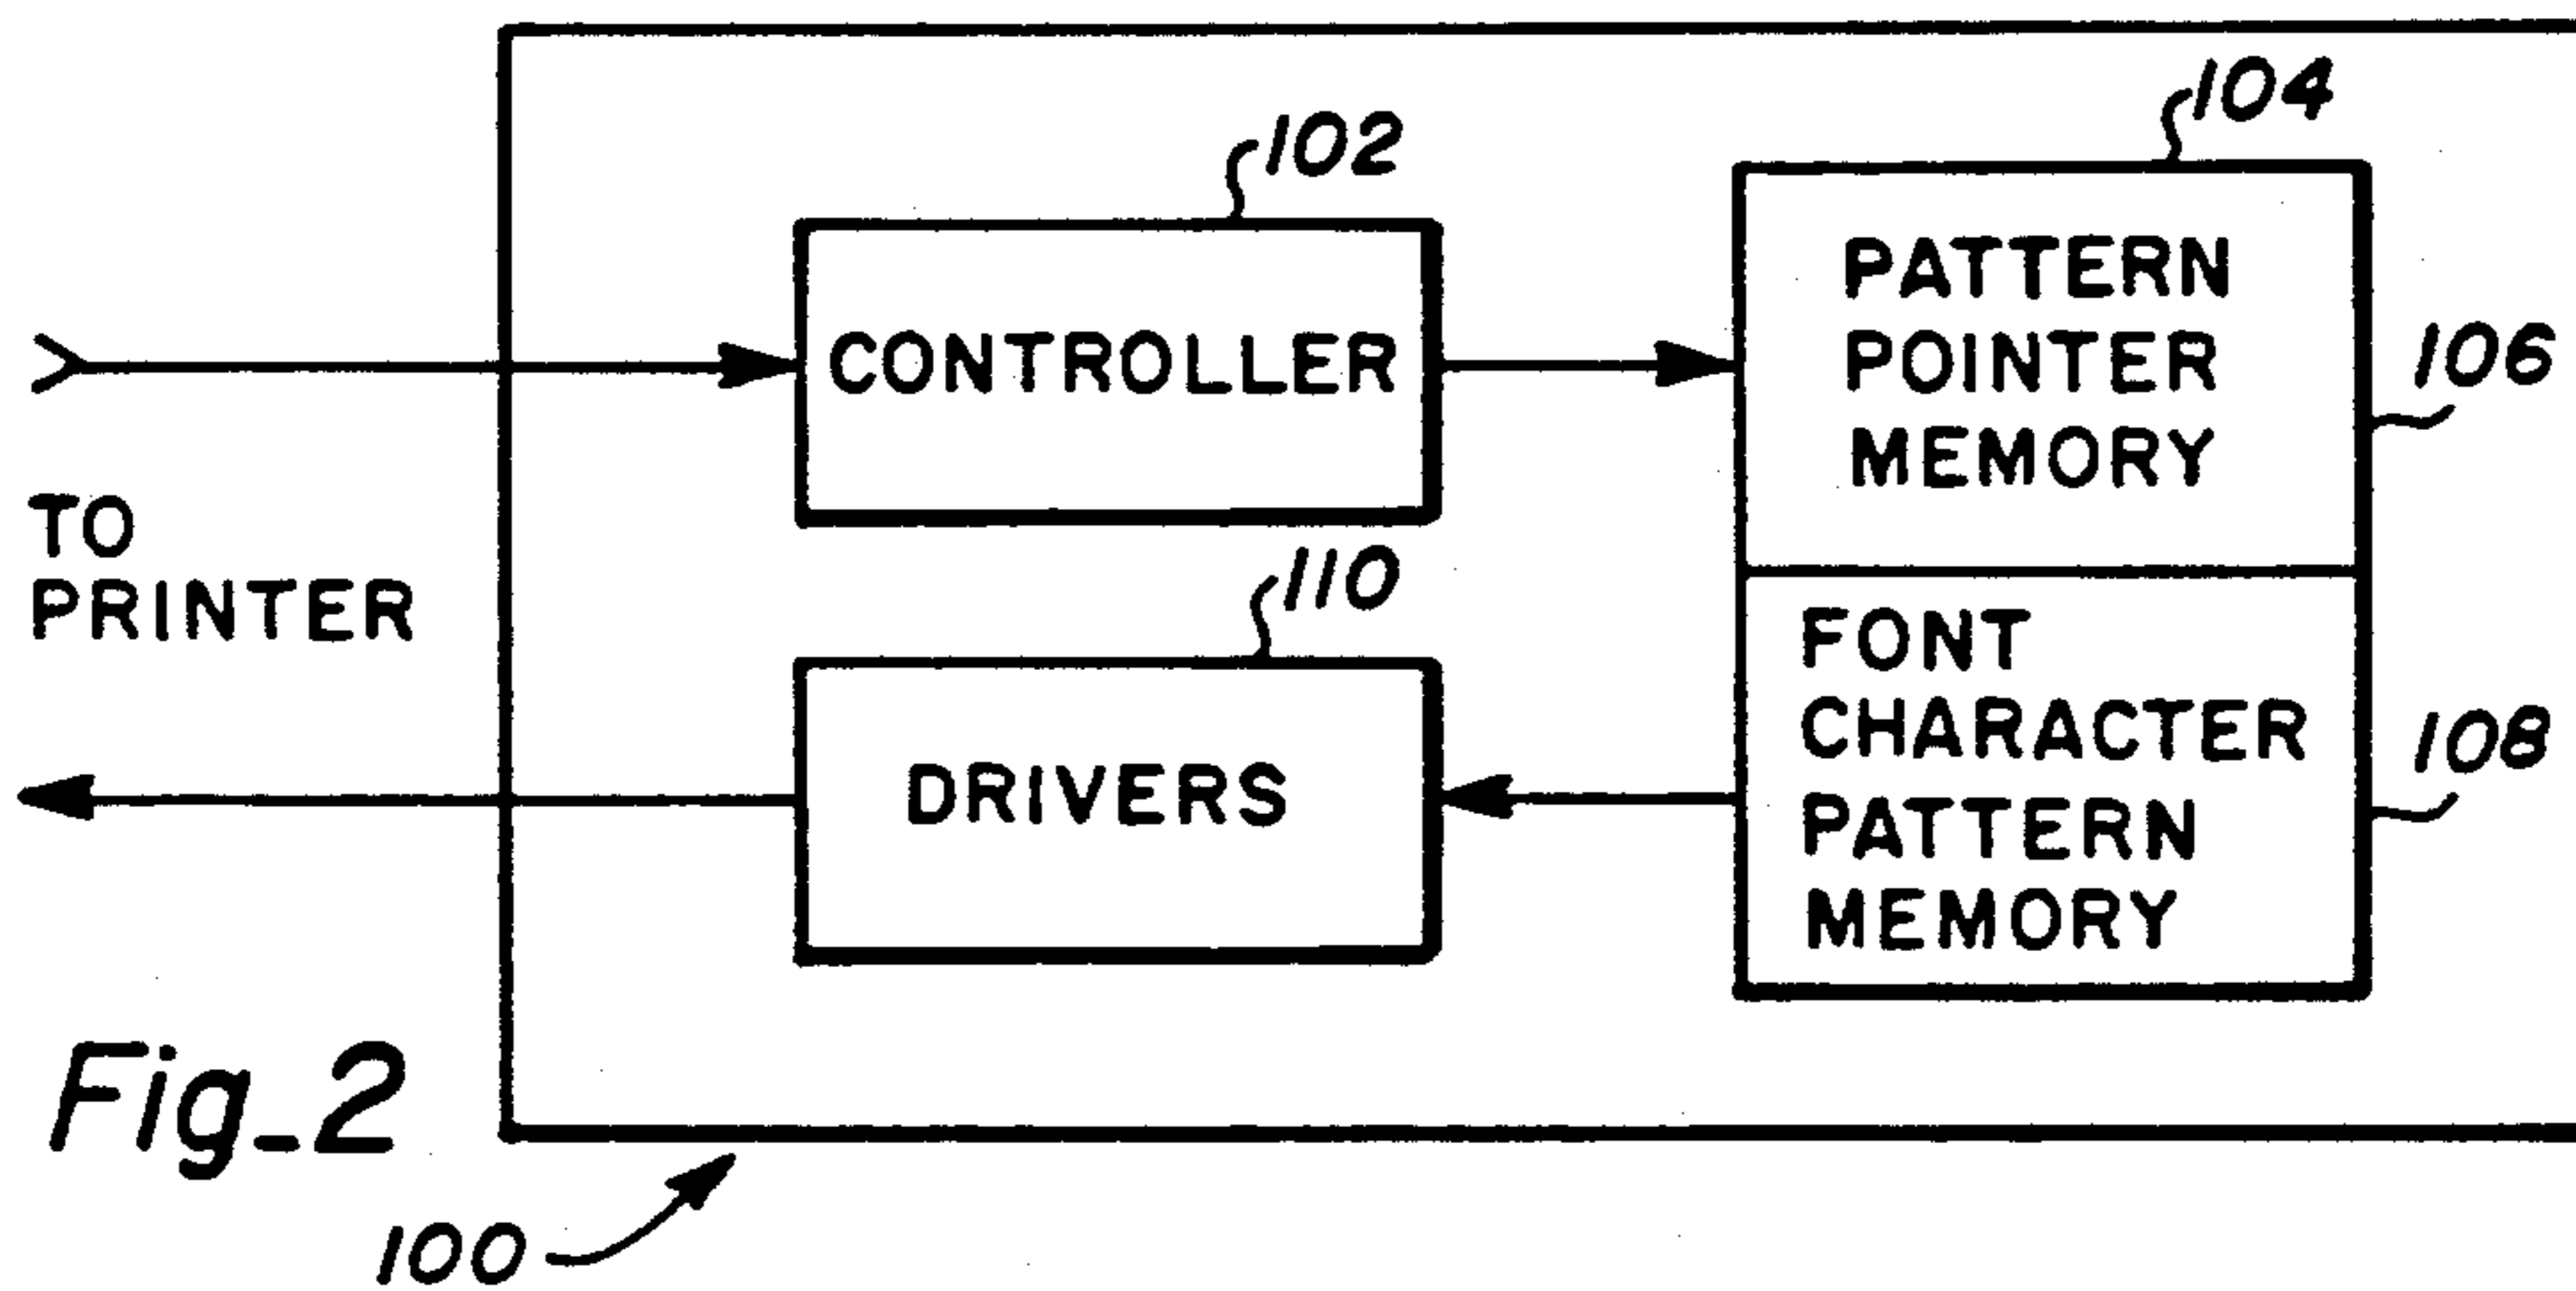 104
102
PATTERN
POINTER
MEMORY
106
CONTROLLER
TO
PRINTER
110
FONT
CHARACTER
PATTERN
MEMORY
108
DRIVERS
Fig_2
100